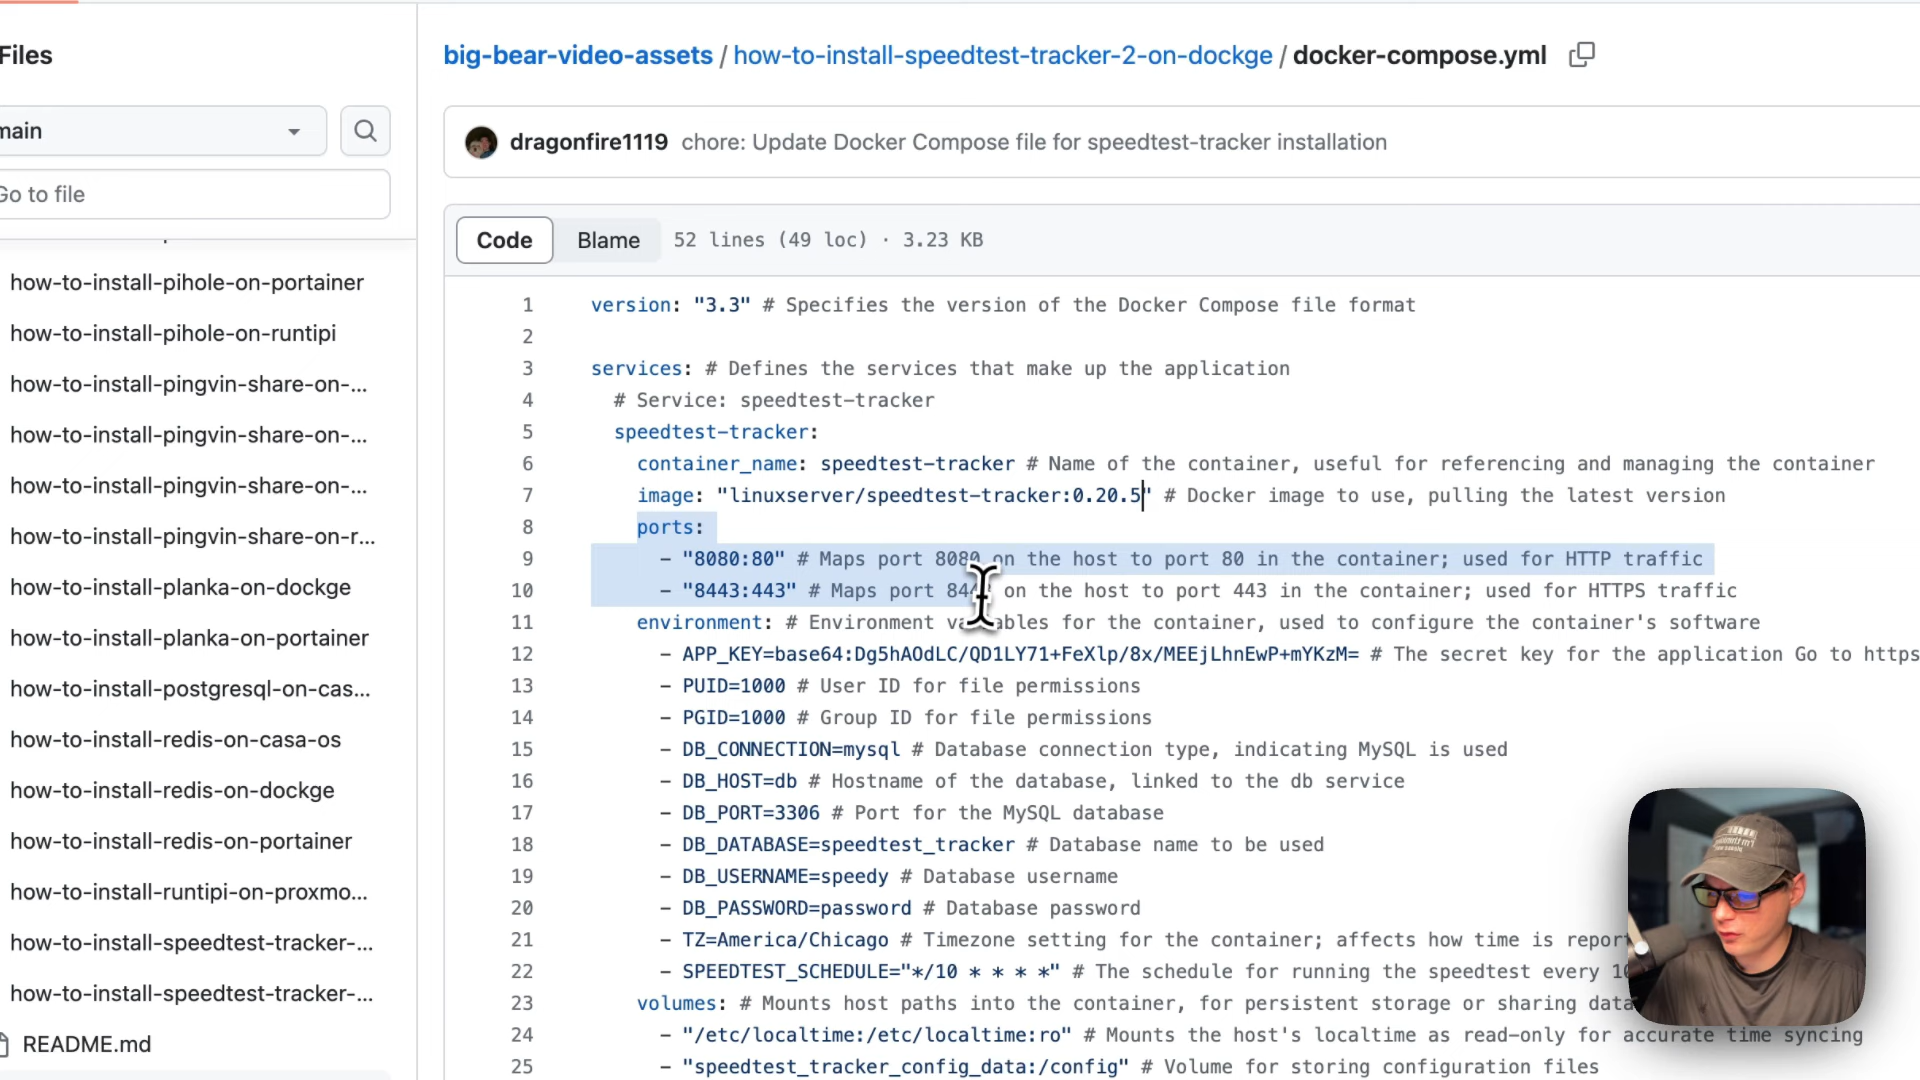 Files
big-bear-video-assets / how-to-install-speedtest-tracker-2-on-dockge / docker-compose.yml
main
dragonfire1119 chore: Update Docker Compose file for speedtest-tracker installation
Go to file
Code Blame 52 lines (49 loc) · 3.23 KB
how-to-install-pihole-on-portainer
how-to-install-pihole-on-runtipi
how-to-install-pingvin-share-on-...
how-to-install-pingvin-share-on-...
how-to-install-pingvin-share-on-...
how-to-install-pingvin-share-on-r...
how-to-install-planka-on-dockge
how-to-install-planka-on-portainer
how-to-install-postgresql-on-cas...
how-to-install-redis-on-casa-os
how-to-install-redis-on-dockge
how-to-install-redis-on-portainer
how-to-install-runtipi-on-proxmo...
how-to-install-speedtest-tracker-...
how-to-install-speedtest-tracker-...
README.md
1 version: "3.3" # Specifies the version of the Docker Compose file format
2
3 services: # Defines the services that make up the application
4 # Service: speedtest-tracker
5 speedtest-tracker:
6 container_name: speedtest-tracker # Name of the container, useful for referencing and managing the container
7 image: "linuxserver/speedtest-tracker:0.20.5" # Docker image to use, pulling the latest version
8 ports:
9 - "8080:80" # Maps port 8080 on the host to port 80 in the container; used for HTTP traffic
10 - "8443:443" # Maps port 8443 on the host to port 443 in the container; used for HTTPS traffic
11 environment: # Environment variables for the container, used to configure the container's software
12 - APP_KEY=base64:Dg5hAOdLC/QD1LY71+FeXlp/8x/MEEjLhnEwP+mYKzM= # The secret key for the application Go to https
13 - PUID=1000 # User ID for file permissions
14 - PGID=1000 # Group ID for file permissions
15 - DB_CONNECTION=mysql # Database connection type, indicating MySQL is used
16 - DB_HOST=db # Hostname of the database, linked to the db service
17 - DB_PORT=3306 # Port for the MySQL database
18 - DB_DATABASE=speedtest_tracker # Database name to be used
19 - DB_USERNAME=speedy # Database username
20 - DB_PASSWORD=password # Database password
21 - TZ=America/Chicago # Timezone setting for the container; affects how time is repor
22 - SPEEDTEST_SCHEDULE="*/10 * * * *" # The schedule for running the speedtest every 10
23 volumes: # Mounts host paths into the container, for persistent storage or sharing data
24 - "/etc/localtime:/etc/localtime:ro" # Mounts the host's localtime as read-only for accurate time syncing
25 - "speedtest_tracker_config_data:/config" # Volume for storing configuration files